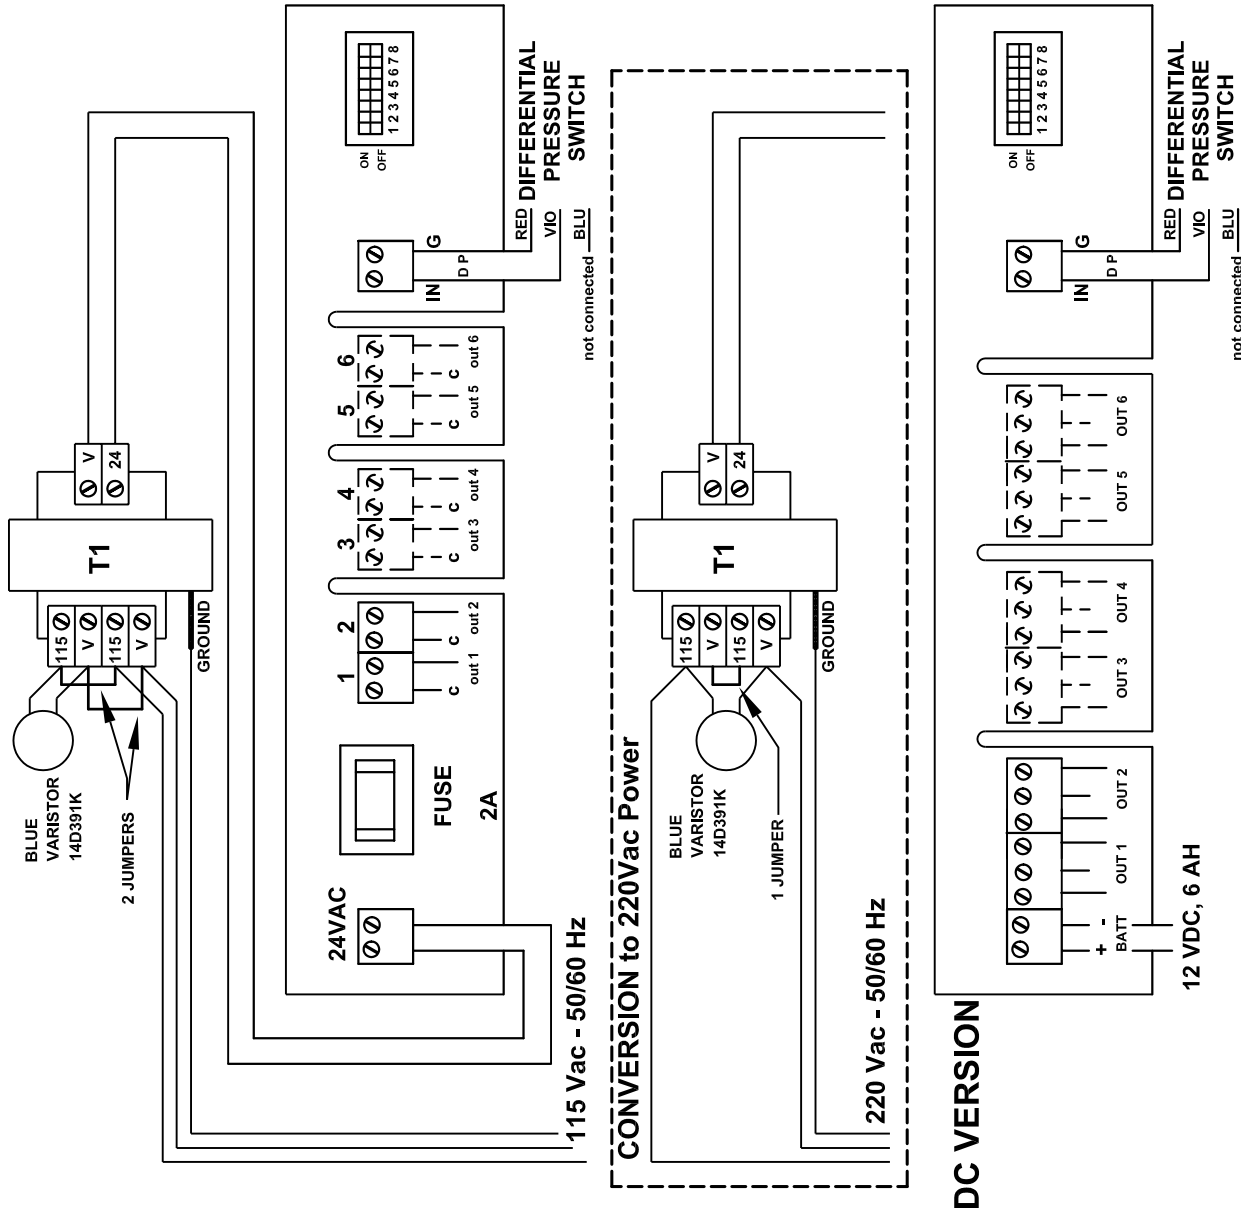 BLUE
VARISTOR
14D391K
2 JUMPERS
115
V
115
V
GROUND
T1
V
24
115 Vac - 50/60 Hz
24VAC
FUSE
2A
1
2
3
4
5
6
C
out 1
C
out 2
C
out 3
C
out 4
C
out 5
C
out 6
IN
G
D P
RED
VIO
BLU
not connected
DIFFERENTIAL
PRESSURE
SWITCH
ON
OFF
1 2 3 4 5 6 7 8
CONVERSION to 220Vac Power
BLUE
VARISTOR
14D391K
1 JUMPER
115
V
115
V
GROUND
T1
V
24
220 Vac - 50/60 Hz
DC VERSION
+ -
BATT
12 VDC, 6 AH
OUT 1
OUT 2
OUT 3
OUT 4
OUT 5
OUT 6
IN
G
D P
RED
VIO
BLU
not connected
DIFFERENTIAL
PRESSURE
SWITCH
ON
OFF
1 2 3 4 5 6 7 8